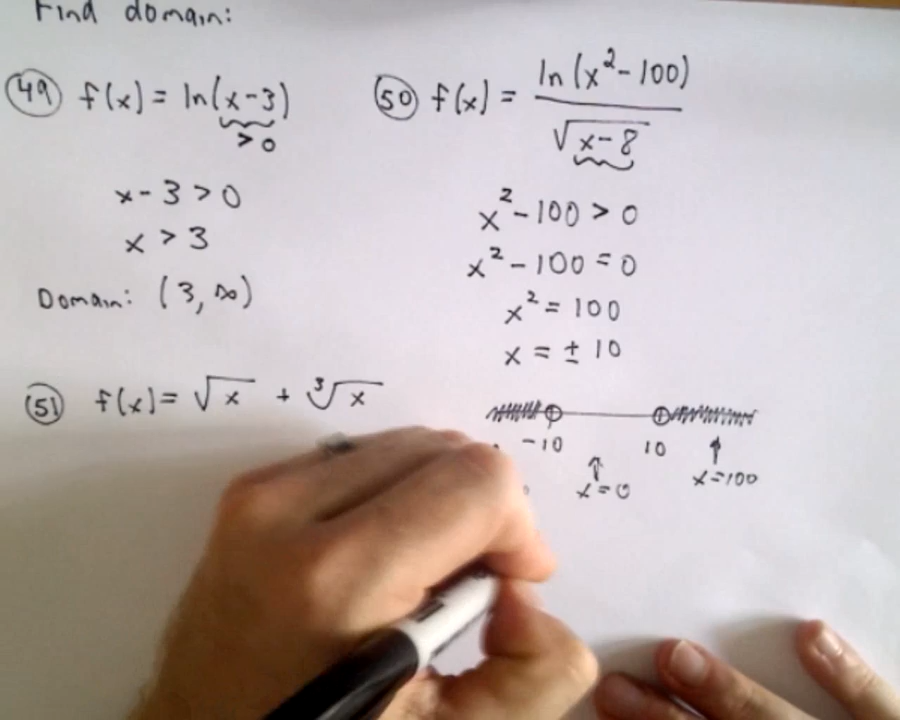 Find domain:
49 f(x) = ln(x-3)
> 0
x - 3 > 0
x > 3
Domain: (3, ∞)
50 f(x) = ln(x²-100) / √(x-8)
x² - 100 > 0
x² - 100 = 0
x² = 100
x = ± 10
-10 10
x=0 x=100
51 f(x) = √x + ³√x